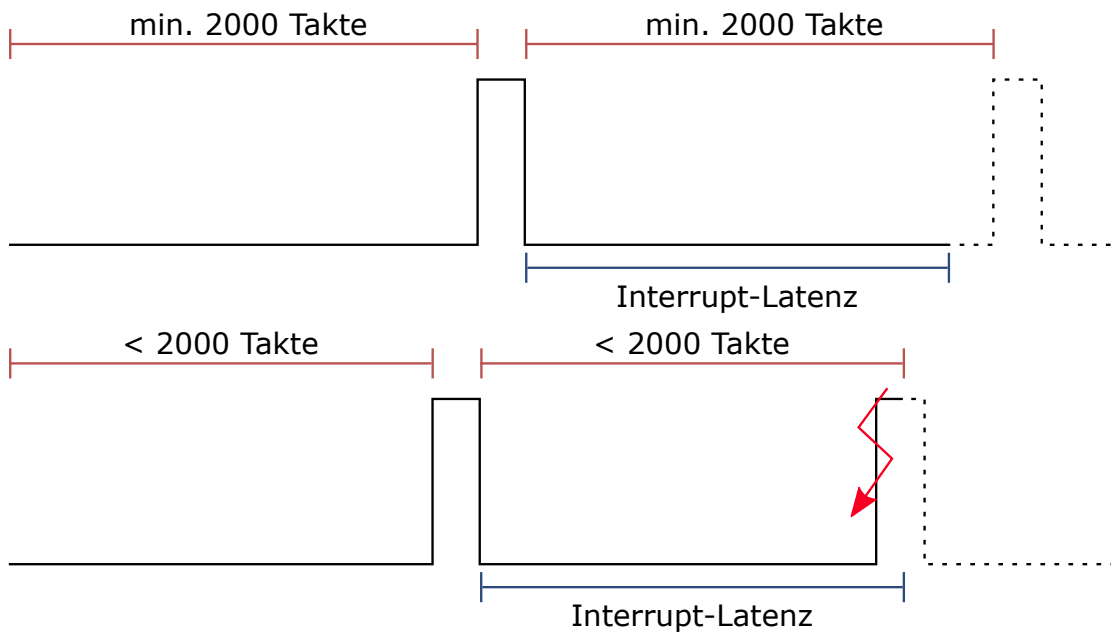 min. 2000 Takte
min. 2000 Takte
Interrupt-Latenz
< 2000 Takte
< 2000 Takte
Interrupt-Latenz